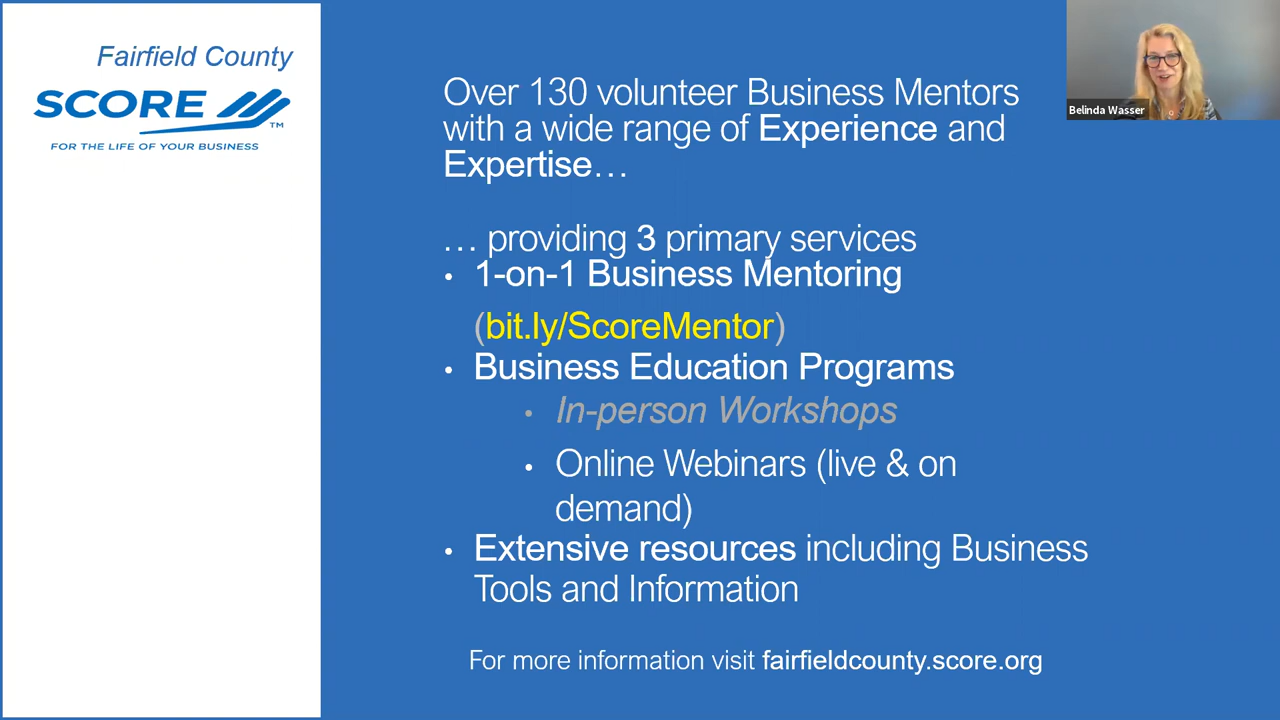 Fairfield County
SCORE
TM
FOR THE LIFE OF YOUR BUSINESS
Over 130 volunteer Business Mentors
with a wide range of Experience and
Expertise…
… providing 3 primary services
• 1-on-1 Business Mentoring
(bit.ly/ScoreMentor)
• Business Education Programs
• In-person Workshops
• Online Webinars (live & on
demand)
• Extensive resources including Business
Tools and Information
For more information visit fairfieldcounty.score.org
Belinda Wasser